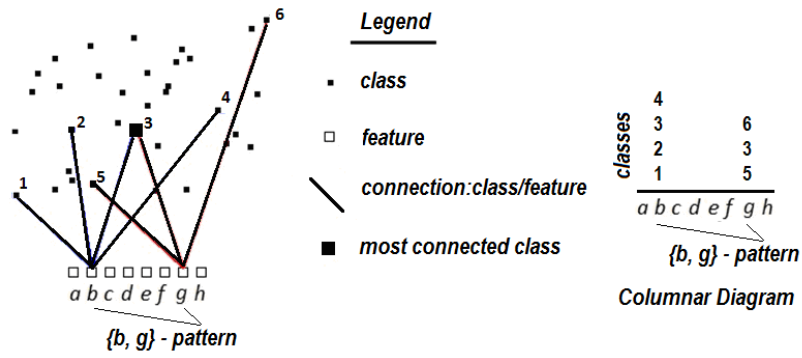 6
3
4
2
5
1
a b c d e f g h
{b, g} - pattern
Legend
class
feature
connection:class/feature
most connected class
classes
4
3 6
2 3
1 5
a b c d e f g h
{b, g} - pattern
Columnar Diagram